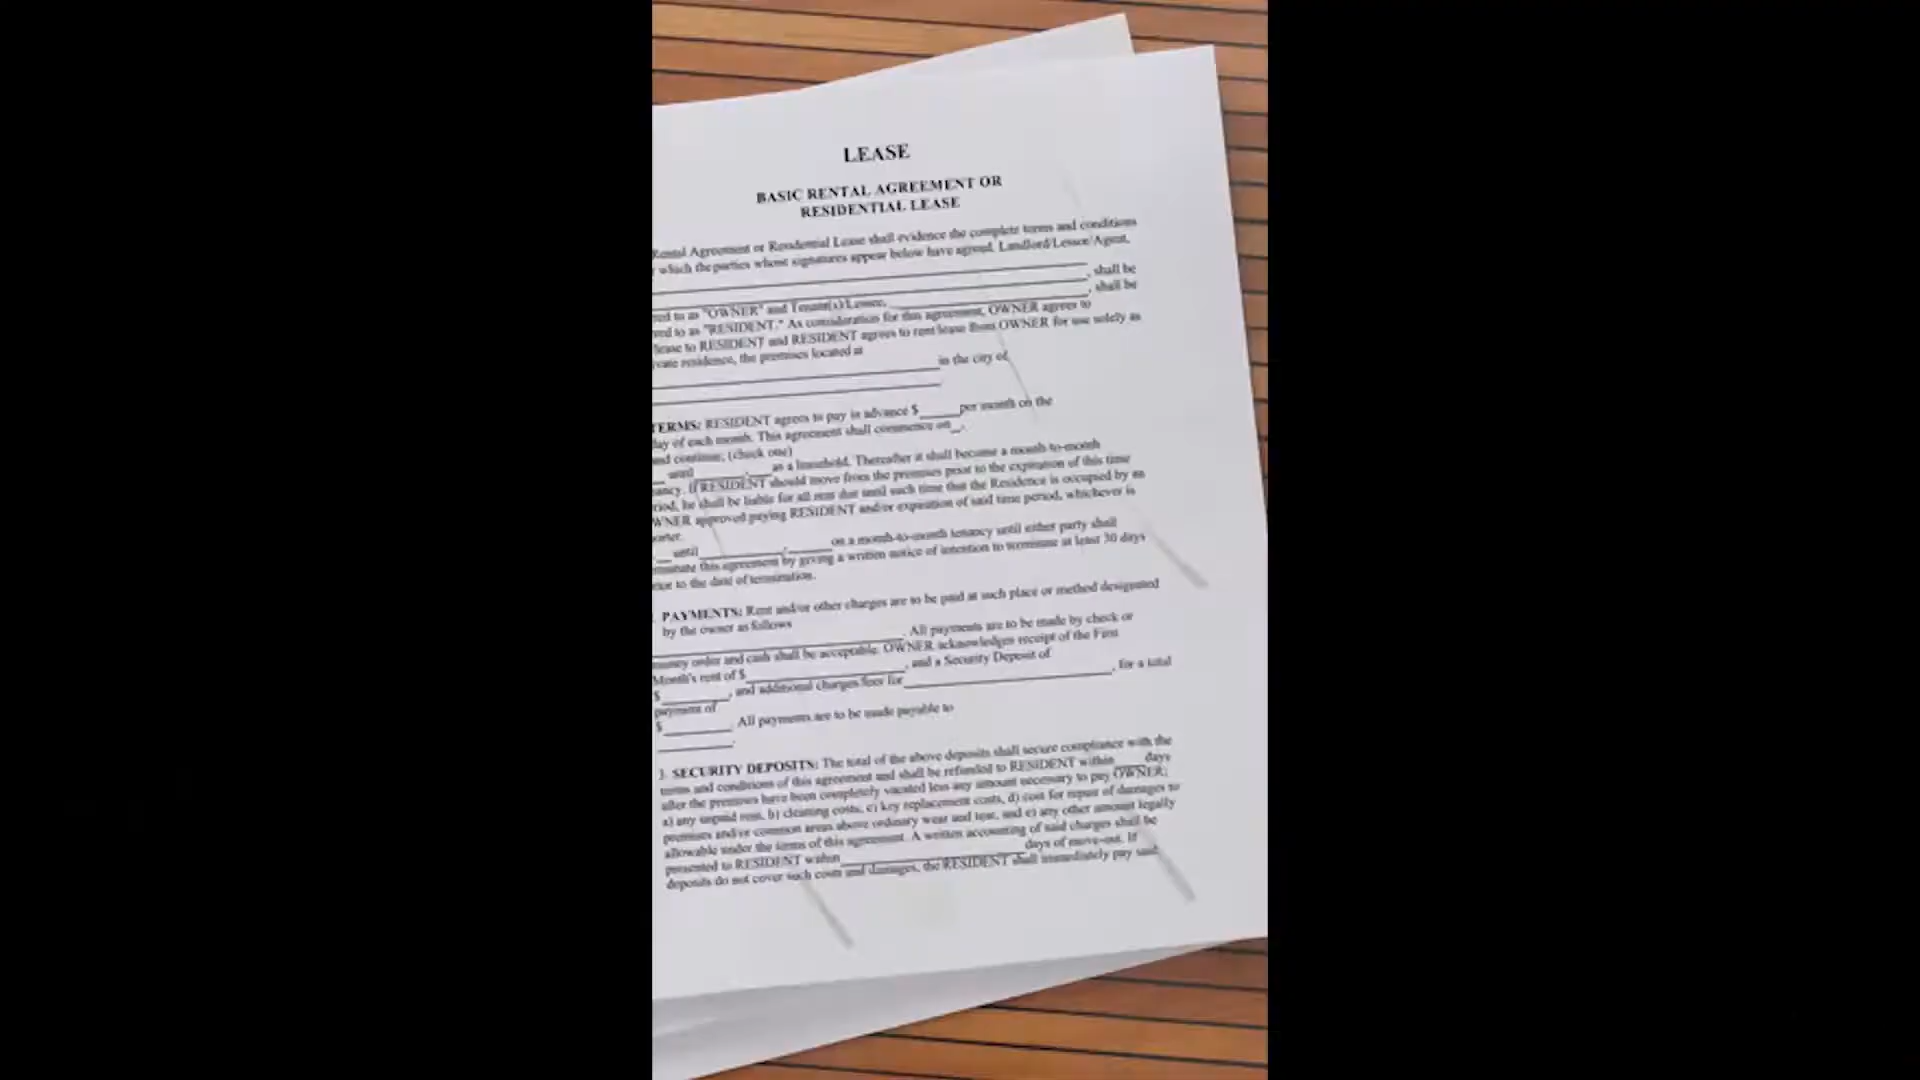 LEASE
BASIC RENTAL AGREEMENT OR
RESIDENTIAL LEASE
Rental Agreement or Residential Lease shall evidence the complete terms and conditions
which the parties whose signatures appear below have agreed. Landlord/Lessor/Agent,
, shall be
"OWNER" and Tenant(s)/Lessee, , shall be
to as "RESIDENT." As consideration for this agreement, OWNER agrees to
lease to RESIDENT and RESIDENT agrees to rent/lease from OWNER for use solely as
residence, the premises located at
in the city of
TERMS: RESIDENT agrees to pay in advance $______per month on the
day of each month. This agreement shall commence on__.
and continue; (check one)
__ until ______,___as a leasehold. Thereafter it shall become a month-to-month
If RESIDENT should move from the premises prior to the expiration of this time
he shall be liable for all rent due until such time that the Residence is occupied by an
OWNER approved paying RESIDENT and/or expiration of said time period, whichever is
__ until____________,______on a month-to-month tenancy until either party shall
this agreement by giving a written notice of intention to terminate at least 30 days
to the date of termination.
PAYMENTS: Rent and/or other charges are to be paid at such place or method designated
by the owner as follows
. All payments are to be made by check or
money order and cash shall be acceptable. OWNER acknowledges receipt of the First
Month's rent of $______________________, and a Security Deposit of
$__________, and additional charges/fees for______________________________, for a total
payment of
$__________. All payments are to be made payable to
__________.
3. SECURITY DEPOSITS: The total of the above deposits shall secure compliance with the
terms and conditions of this agreement and shall be refunded to RESIDENT within____days
after the premises have been completely vacated less any amount necessary to pay OWNER;
a) any unpaid rent, b) cleaning costs, c) key replacement costs, d) cost for repair of damages to
premises and/or common areas above ordinary wear and tear, and e) any other amount legally
allowable under the terms of this agreement. A written accounting of said charges shall be
presented to RESIDENT within__________________________days of move-out. If
deposits do not cover such costs and damages, the RESIDENT shall immediately pay said